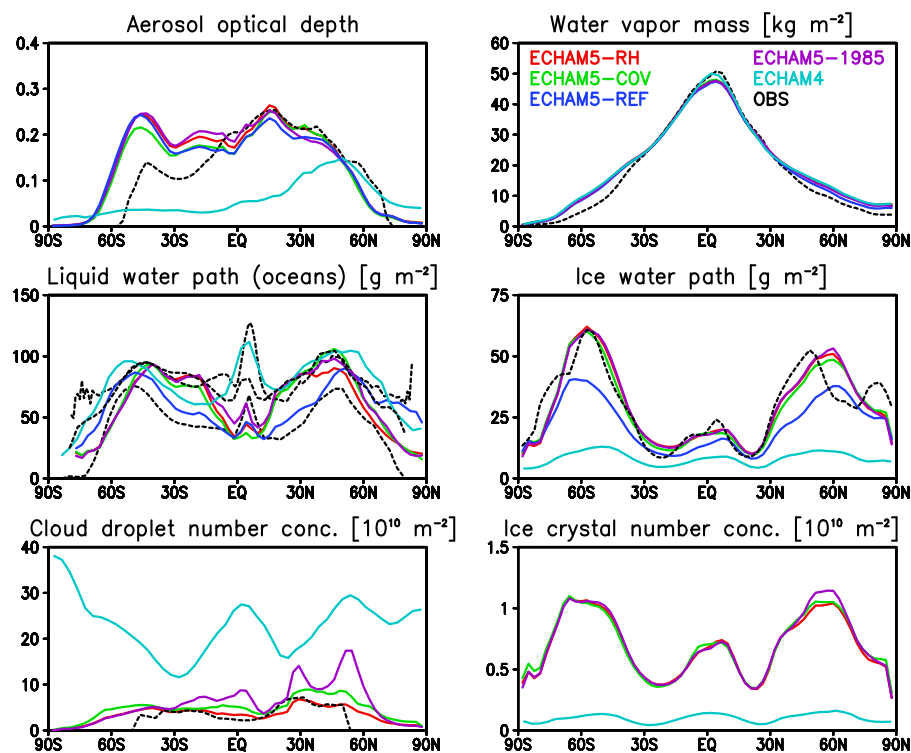 Aerosol optical depth
0.4
0.3
0.2
0.1
0
90S 60S 30S EQ 30N 60N 90N
Water vapor mass [kg m⁻²]
60
50
40
30
20
10
0
ECHAM5-RH
ECHAM5-COV
ECHAM5-REF
ECHAM5-1985
ECHAM4
OBS
90S 60S 30S EQ 30N 60N 90N
Liquid water path (oceans) [g m⁻²]
150
100
50
0
90S 60S 30S EQ 30N 60N 90N
Ice water path [g m⁻²]
75
50
25
0
90S 60S 30S EQ 30N 60N 90N
Cloud droplet number conc. [10¹⁰ m⁻²]
40
30
20
10
0
90S 60S 30S EQ 30N 60N 90N
Ice crystal number conc. [10¹⁰ m⁻²]
1.5
1
0.5
0
90S 60S 30S EQ 30N 60N 90N